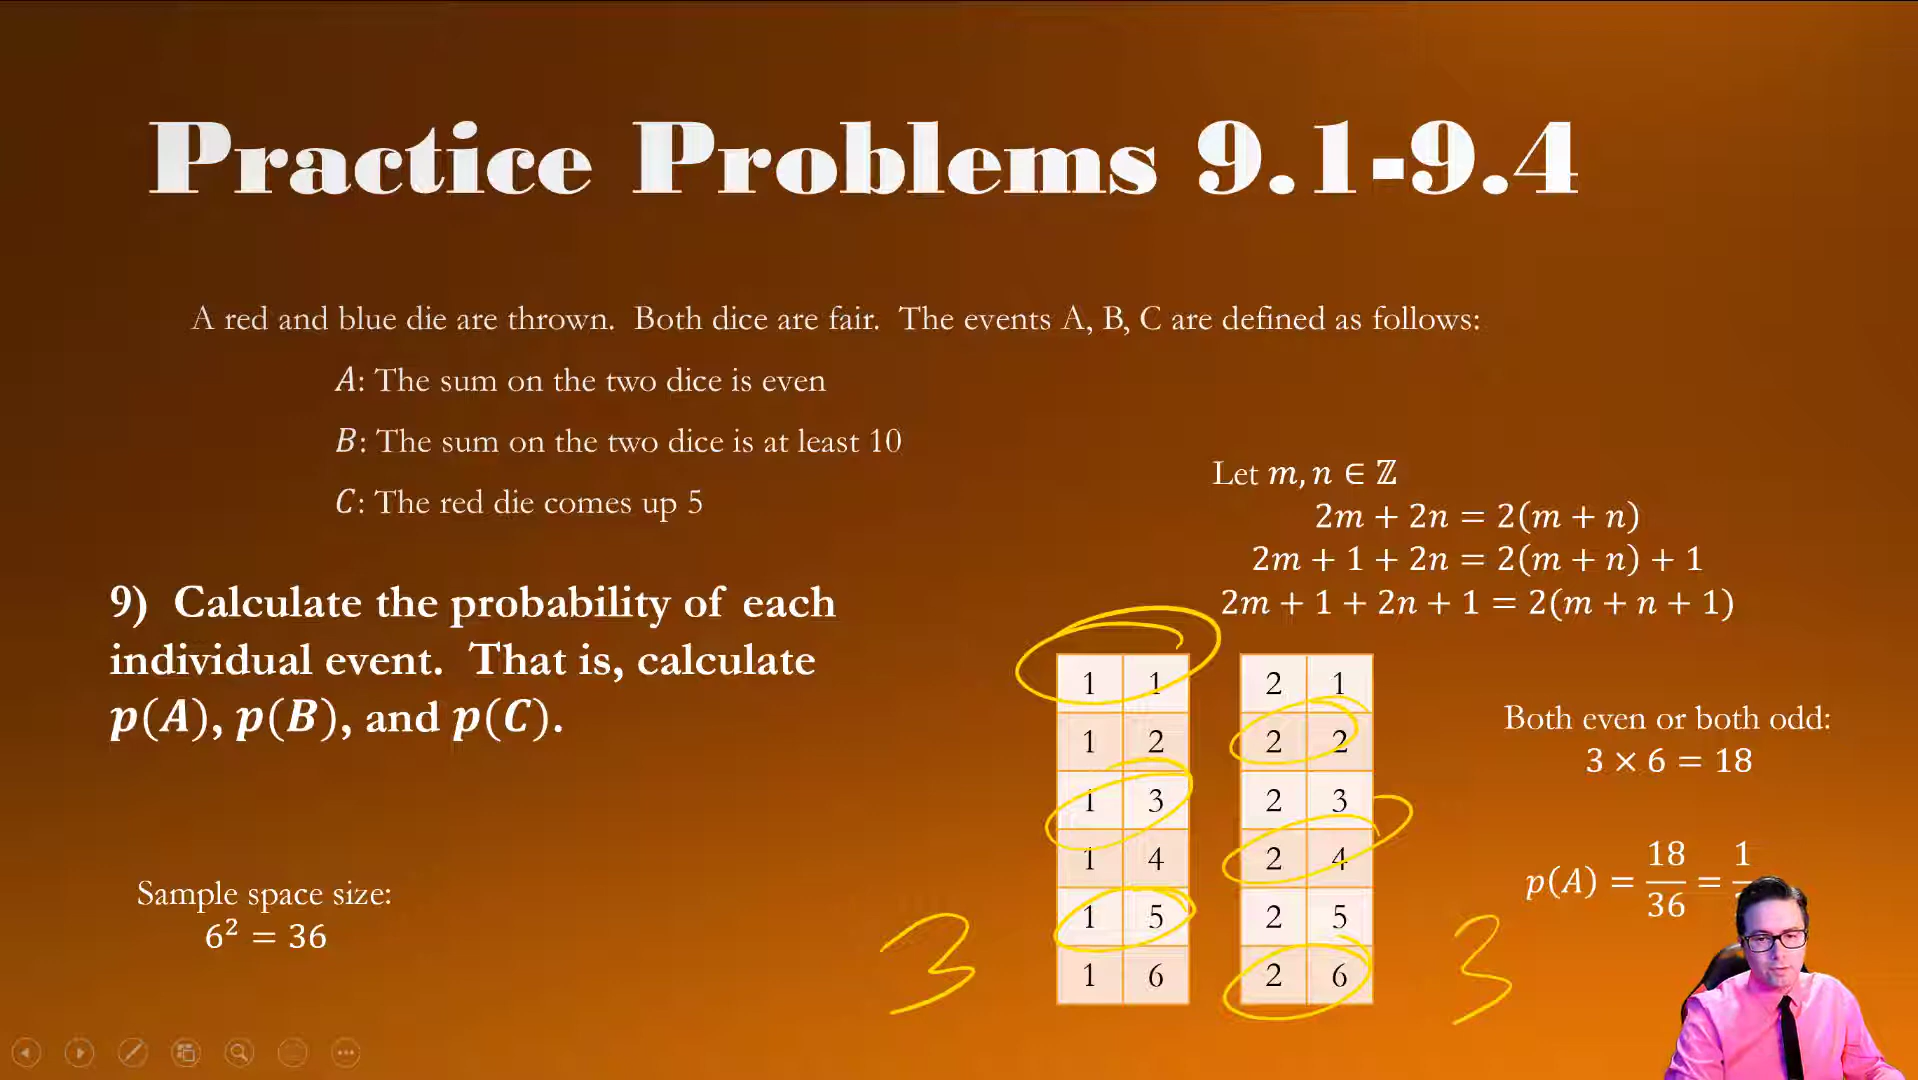 Practice Problems 9.1-9.4
A red and blue die are thrown. Both dice are fair. The events A, B, C are defined as follows:
A: The sum on the two dice is even
B: The sum on the two dice is at least 10
C: The red die comes up 5
9) Calculate the probability of each
individual event. That is, calculate
p(A), p(B), and p(C).
Sample space size:
6² = 36
Let m, n ∈ ℤ
2m + 2n = 2(m + n)
2m + 1 + 2n = 2(m + n) + 1
2m + 1 + 2n + 1 = 2(m + n + 1)
1 1
1 2
1 3
1 4
1 5
1 6
3
2 1
2 2
2 3
2 4
2 5
2 6
3
Both even or both odd:
3 × 6 = 18
p(A) = 18/36 = 1